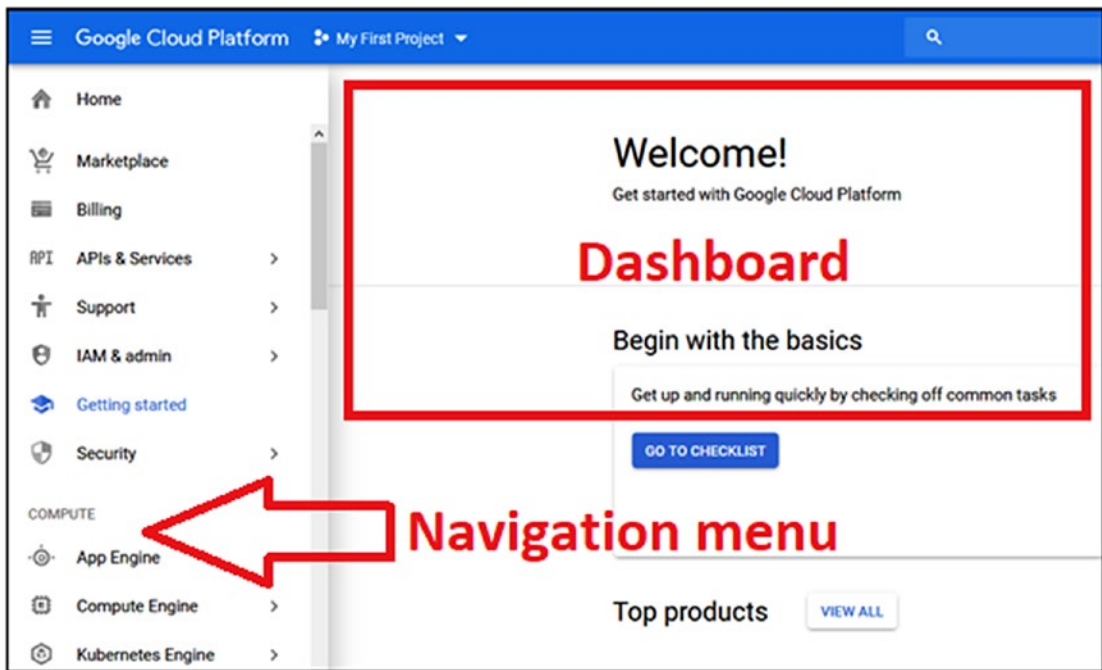 Google Cloud Platform My First Project
Home
Marketplace
Billing
API APIs & Services
Support
IAM & admin
Getting started
Security
COMPUTE
App Engine
Compute Engine
Kubernetes Engine
Welcome!
Get started with Google Cloud Platform
Dashboard
Begin with the basics
Get up and running quickly by checking off common tasks
GO TO CHECKLIST
Navigation menu
Top products VIEW ALL